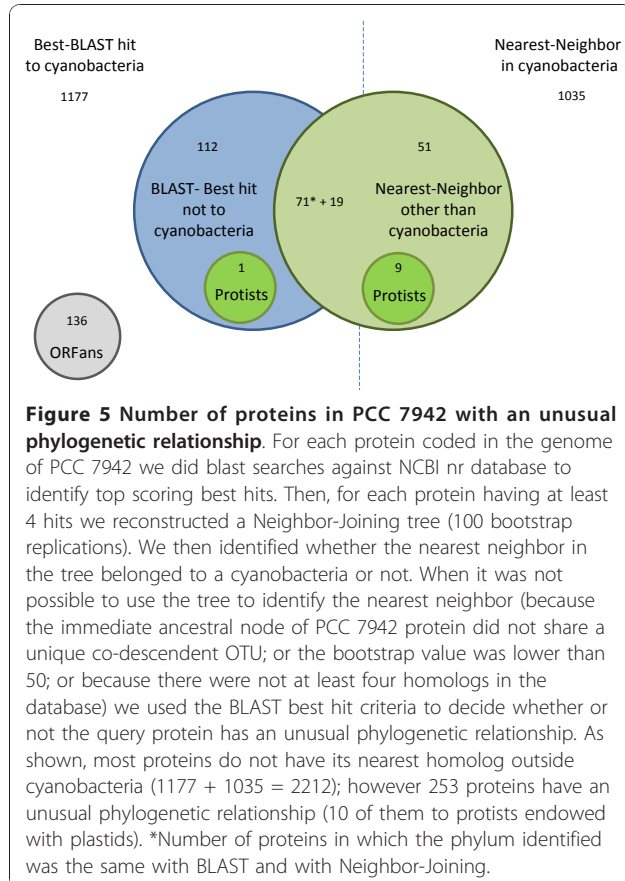 Best-BLAST hit
to cyanobacteria
1177
Nearest-Neighbor
in cyanobacteria
1035
112
BLAST- Best hit
not to
cyanobacteria
71* + 19
51
Nearest-Neighbor
other than
cyanobacteria
1
Protists
9
Protists
136
ORFans
Figure 5 Number of proteins in PCC 7942 with an unusual
phylogenetic relationship. For each protein coded in the genome
of PCC 7942 we did blast searches against NCBI nr database to
identify top scoring best hits. Then, for each protein having at least
4 hits we reconstructed a Neighbor-Joining tree (100 bootstrap
replications). We then identified whether the nearest neighbor in
the tree belonged to a cyanobacteria or not. When it was not
possible to use the tree to identify the nearest neighbor (because
the immediate ancestral node of PCC 7942 protein did not share a
unique co-descendent OTU; or the bootstrap value was lower than
50; or because there were not at least four homologs in the
database) we used the BLAST best hit criteria to decide whether or
not the query protein has an unusual phylogenetic relationship. As
shown, most proteins do not have its nearest homolog outside
cyanobacteria (1177 + 1035 = 2212); however 253 proteins have an
unusual phylogenetic relationship (10 of them to protists endowed
with plastids). *Number of proteins in which the phylum identified
was the same with BLAST and with Neighbor-Joining.